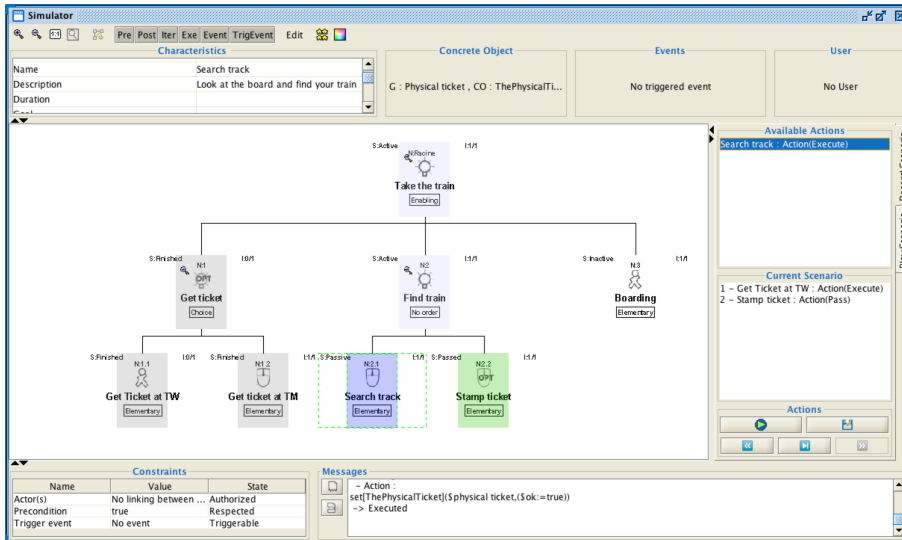 Simulator
1:1 Pre Post Iter Exe Event TrigEvent Edit
Characteristics
Name Search track
Description Look at the board and find your train
Duration
Concrete Object
G : Physical ticket , CO : ThePhysicalTi...
Events
No triggered event
User
No User
S:Active I:1/1
N:Racine
Take the train
Enabling
S:Finished I:0/1
N:1
OPT
Get ticket
Choice
S:Active I:1/1
N:2
Find train
No order
S:Inactive I:1/1
N:3
Boarding
Elementary
S:Finished I:0/1
N:1.1
Get Ticket at TW
Elementary
S:Finished I:1/1
N:1.2
Get ticket at TM
Elementary
S:Passive I:1/1
N:2.1
Search track
Elementary
S:Passed I:1/1
N:2.2
OPT
Stamp ticket
Elementary
Available Actions
Search track : Action(Execute)
Current Scenario
1 – Get Ticket at TW : Action(Execute)
2 – Stamp ticket : Action(Pass)
Actions
Constraints
Name Value State
Actor(s) No linking between ... Authorized
Precondition true Respected
Trigger event No event Triggerable
Messages
– Action :
set[ThePhysicalTicket]($physical ticket,($ok:=true))
-> Executed